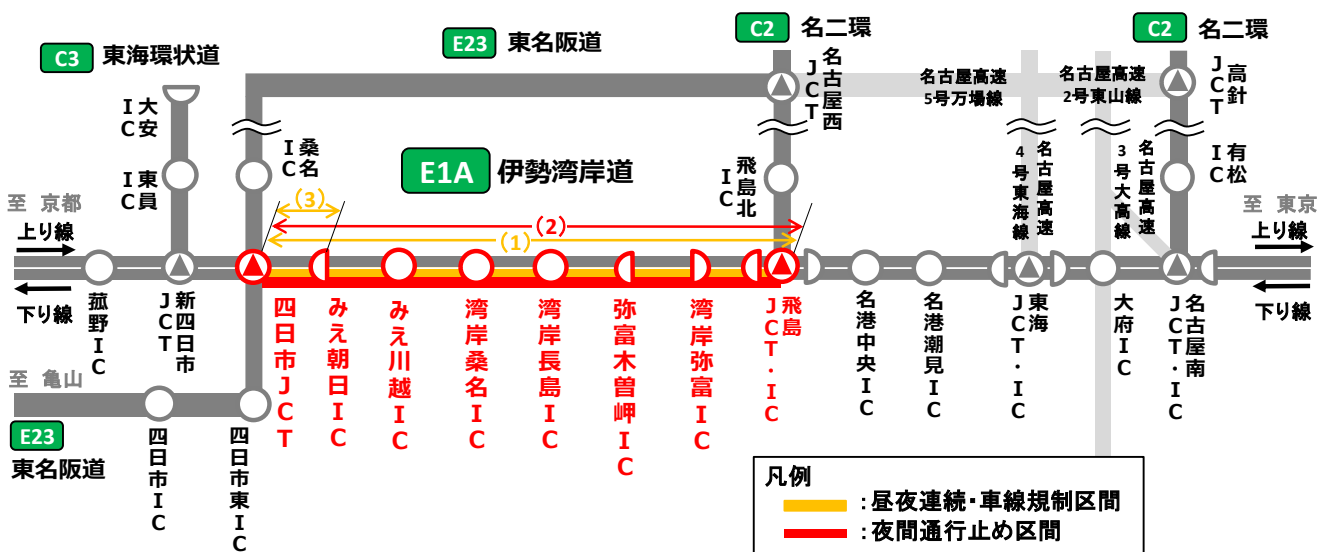 C3 東海環状道
E23 東名阪道
C2 名二環
C2 名二環
大安IC
東員IC
桑名IC
名古屋西JCT
飛島北IC
名古屋高速
5号万場線
名古屋高速
2号東山線
高針JCT
有松IC
名古屋高速
4号東海線
名古屋高速
3号大高線
E1A 伊勢湾岸道
至 京都
上り線
下り線
至 東京
上り線
下り線
(3)
(2)
(1)
菰野IC
新四日市JCT
四日市JCT
みえ朝日IC
みえ川越IC
湾岸桑名IC
湾岸長島IC
弥富木曽岬IC
湾岸弥富IC
飛島JCT・IC
名港中央IC
名港潮見IC
東海JCT・IC
大府IC
名古屋南JCT・IC
至 亀山
E23
東名阪道
四日市IC
四日市東IC
凡例
:昼夜連続・車線規制区間
:夜間通行止め区間